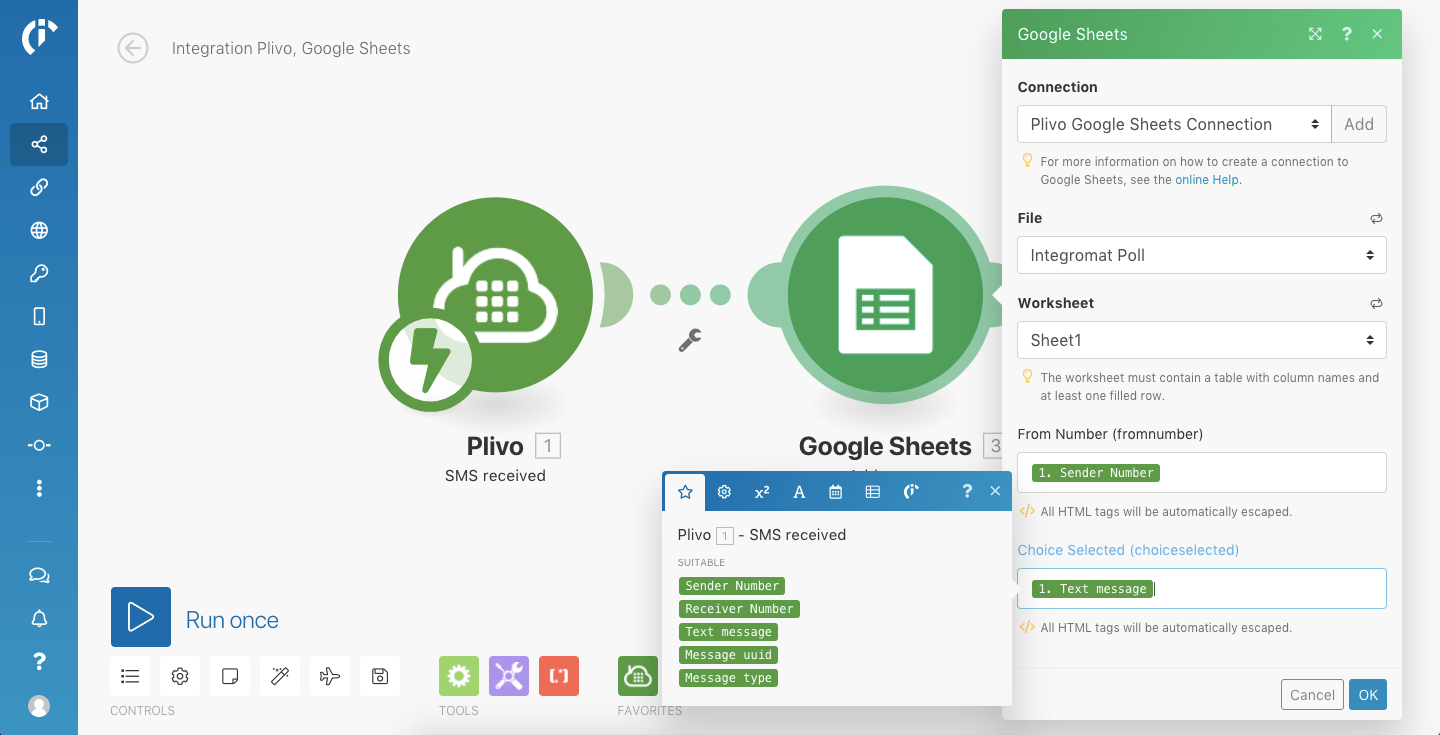 Integration Plivo, Google Sheets
Plivo 1
SMS received
Google Sheets 3
Run once
CONTROLS
TOOLS
FAVORITES
x²
A
?
Plivo 1 - SMS received
SUITABLE
Sender Number
Receiver Number
Text message
Message uuid
Message type
Google Sheets
?
Connection
Plivo Google Sheets Connection
Add
For more information on how to create a connection to
Google Sheets, see the online Help.
File
Integromat Poll
Worksheet
Sheet1
The worksheet must contain a table with column names and
at least one filled row.
From Number (fromnumber)
1. Sender Number
All HTML tags will be automatically escaped.
Choice Selected (choiceselected)
1. Text message
All HTML tags will be automatically escaped.
Cancel
OK